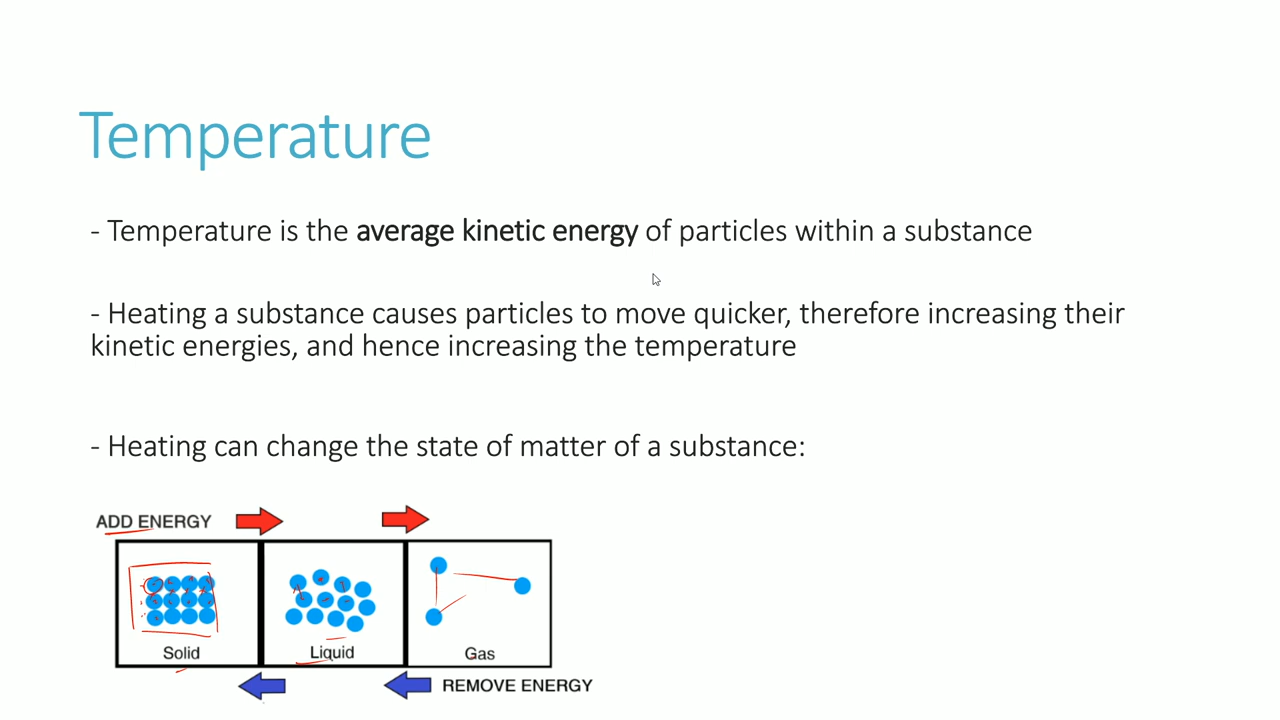 Temperature
- Temperature is the average kinetic energy of particles within a substance
- Heating a substance causes particles to move quicker, therefore increasing their
kinetic energies, and hence increasing the temperature
- Heating can change the state of matter of a substance:
ADD ENERGY
Solid
Liquid
Gas
REMOVE ENERGY